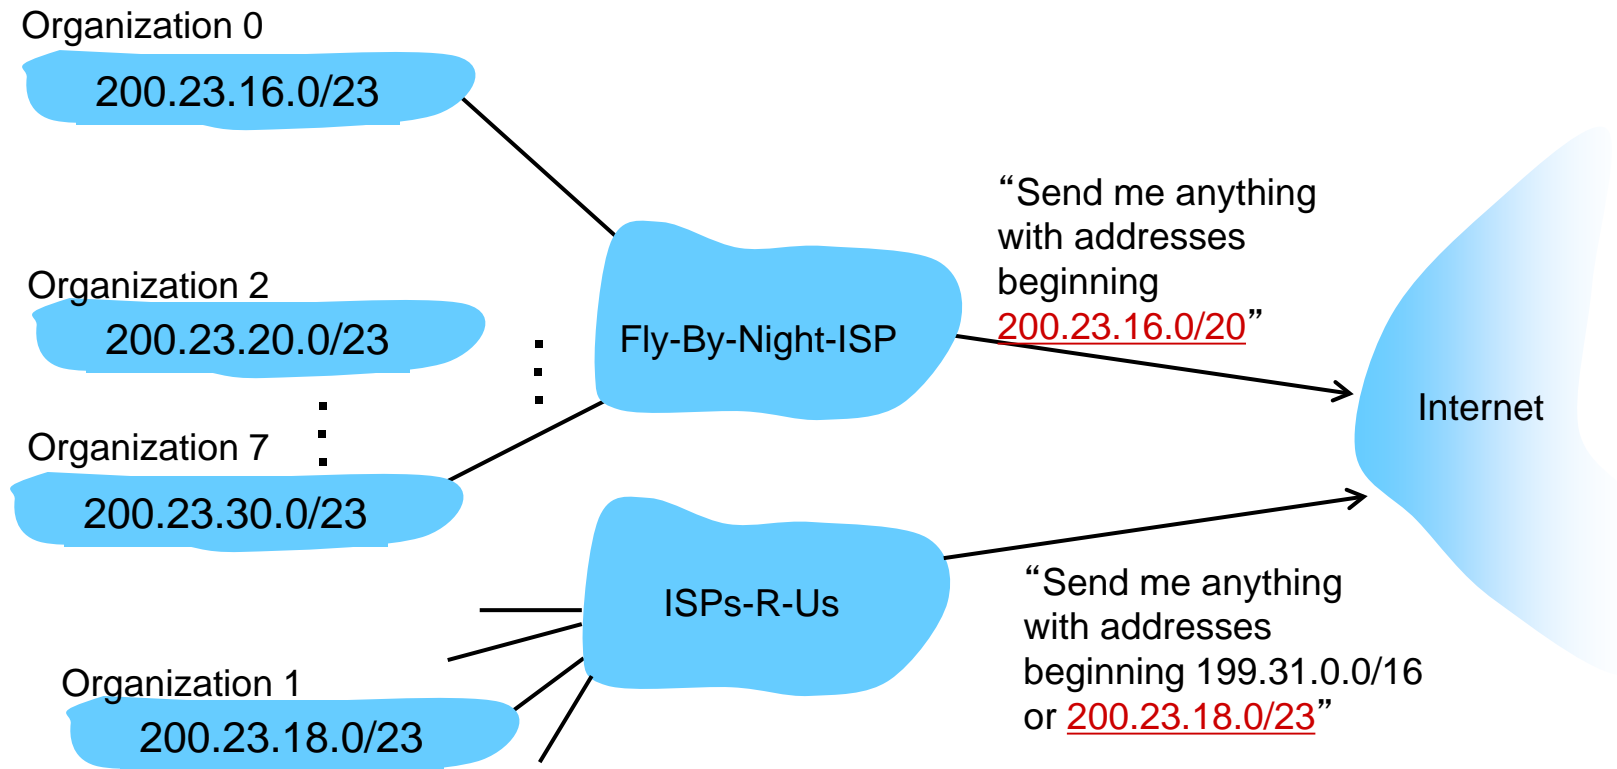 Organization 0
200.23.16.0/23
Organization 2
200.23.20.0/23
Organization 7
200.23.30.0/23
Fly-By-Night-ISP
“Send me anything
with addresses
beginning
200.23.16.0/20”
Internet
ISPs-R-Us
Organization 1
200.23.18.0/23
“Send me anything
with addresses
beginning 199.31.0.0/16
or 200.23.18.0/23”